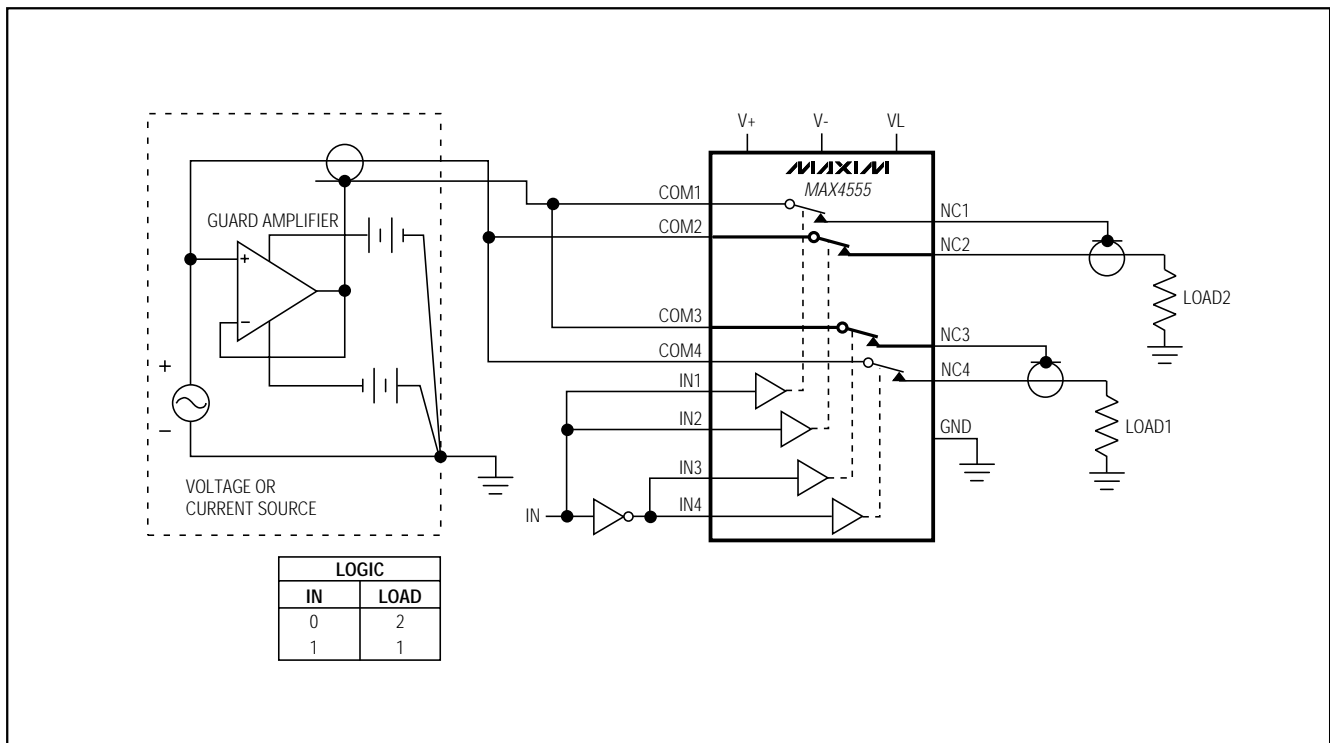 V+ V- VL
MAXIM
MAX4555
GUARD AMPLIFIER
+
−
+
−
VOLTAGE OR
CURRENT SOURCE
COM1
COM2
COM3
COM4
IN1
IN2
IN3
IN4
IN
NC1
NC2
LOAD2
NC3
NC4
LOAD1
GND
LOGIC
IN LOAD
0 2
1 1